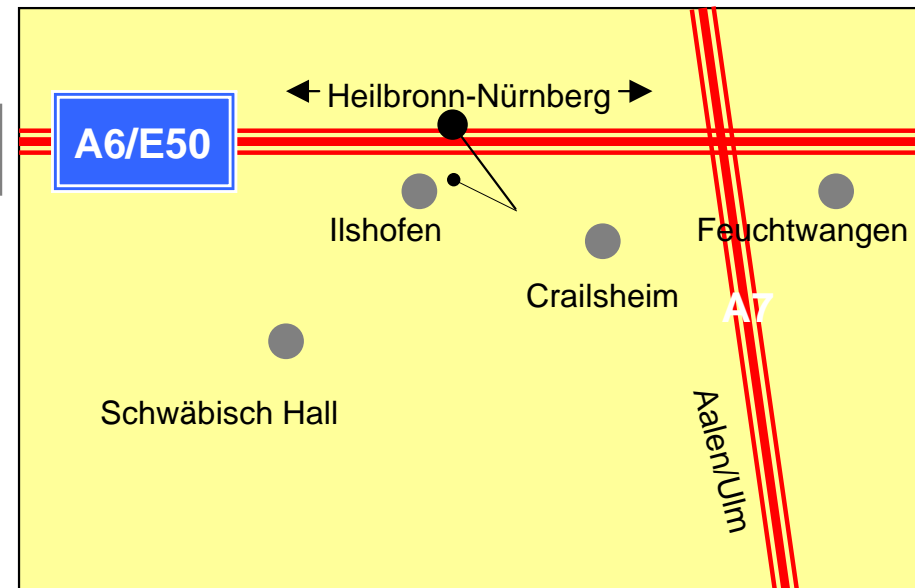 Heilbronn-Nürnberg
A6/E50
Ilshofen
Feuchtwangen
Crailsheim
A7
Schwäbisch Hall
Aalen/Ulm